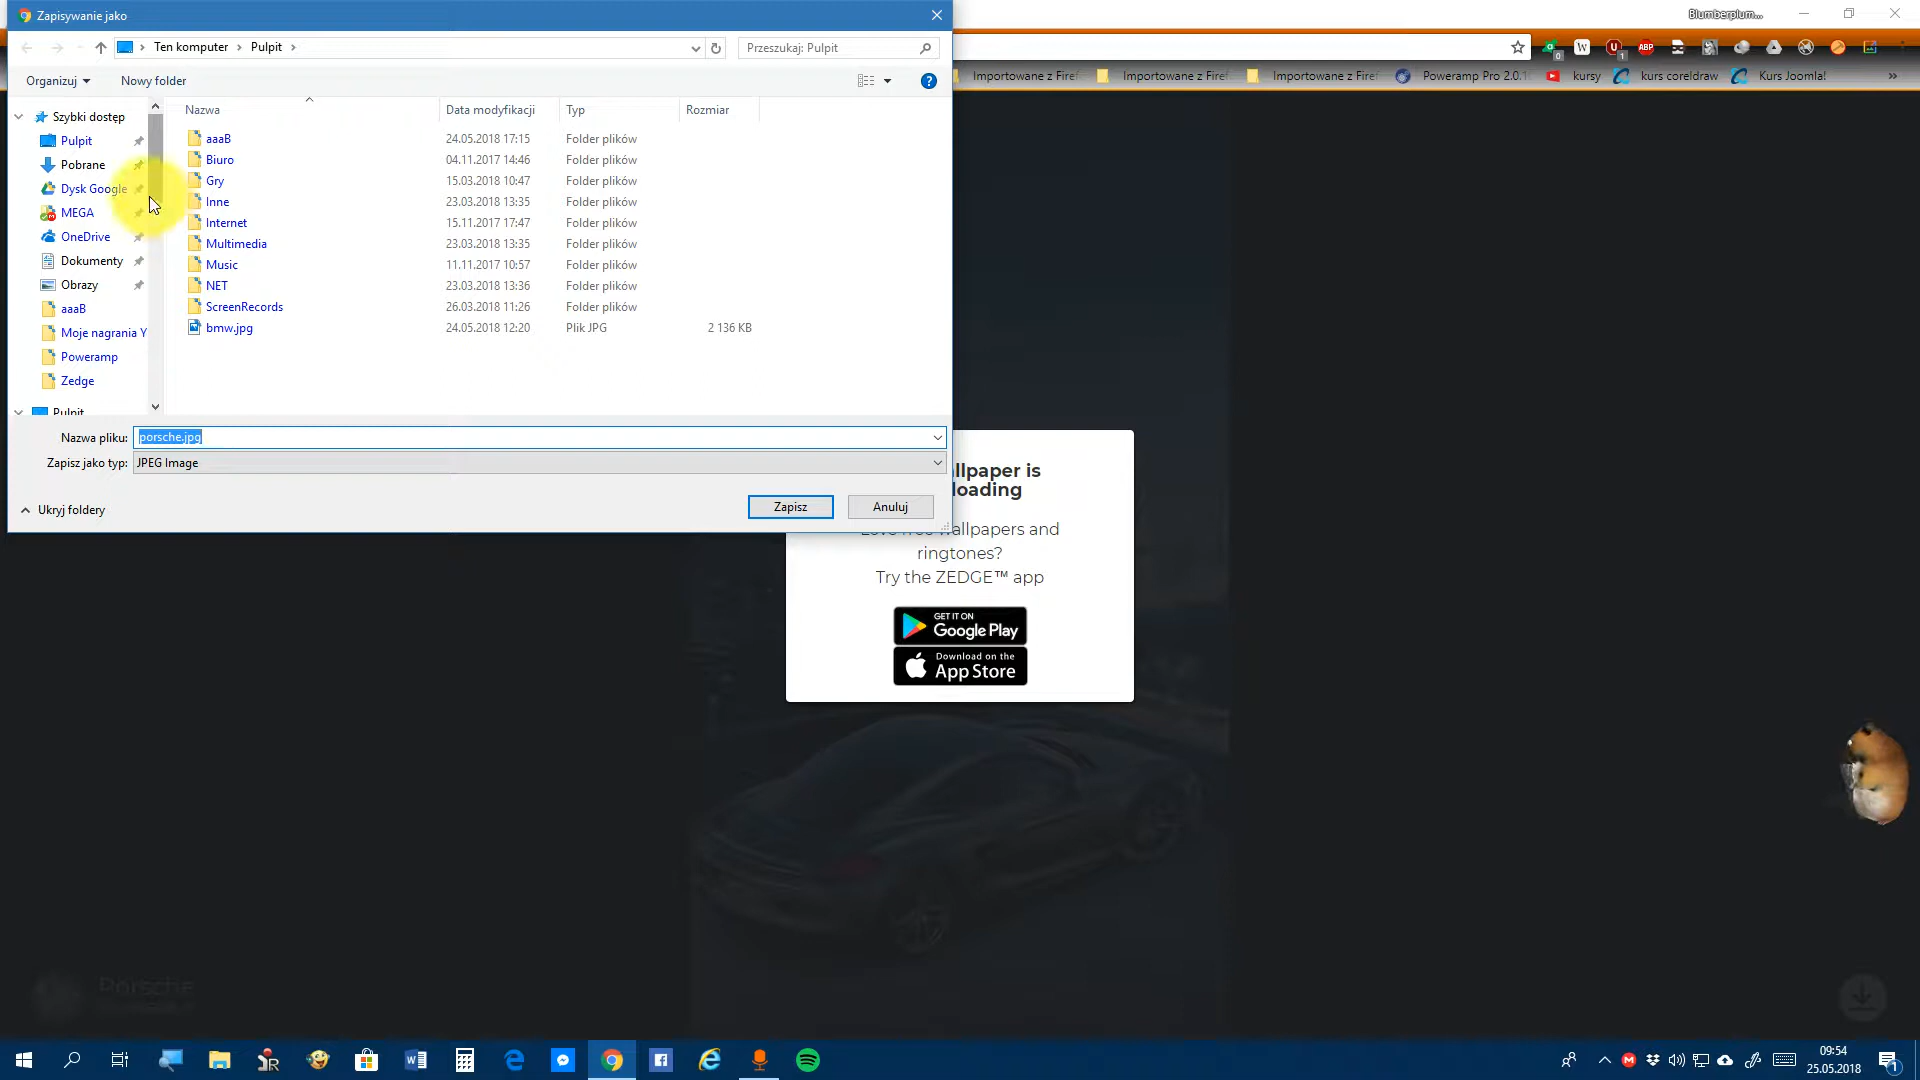 Zapisywanie jako
Blumberplum...
Ten komputer
Pulpit
Przeszukaj: Pulpit
Organizuj
Nowy folder
Importowane z Firef
Importowane z Firef
Importowane z Firef
Poweramp Pro 2.0.1
kursy
kurs coreldraw
Kurs Joomla!
»
Nazwa
Data modyfikacji
Typ
Rozmiar
Szybki dostęp
Pulpit
Pobrane
Dysk Google
MEGA
OneDrive
Dokumenty
Obrazy
aaaB
Moje nagrania Y
Poweramp
Zedge
Pulpit
aaaB 24.05.2018 17:15 Folder plików
Biuro 04.11.2017 14:46 Folder plików
Gry 15.03.2018 10:47 Folder plików
Inne 23.03.2018 13:35 Folder plików
Internet 15.11.2017 17:47 Folder plików
Multimedia 23.03.2018 13:35 Folder plików
Music 11.11.2017 10:57 Folder plików
NET 23.03.2018 13:36 Folder plików
ScreenRecords 26.03.2018 11:26 Folder plików
bmw.jpg 24.05.2018 12:20 Plik JPG 2 136 KB
Nazwa pliku: porsche.jpg
Zapisz jako typ: JPEG Image
Ukryj foldery
Zapisz
Anuluj
llpaper is
loading
wallpapers and
ringtones?
Try the ZEDGE™ app
GET IT ON
Google Play
Download on the
App Store
Porsche
09:54
25.05.2018